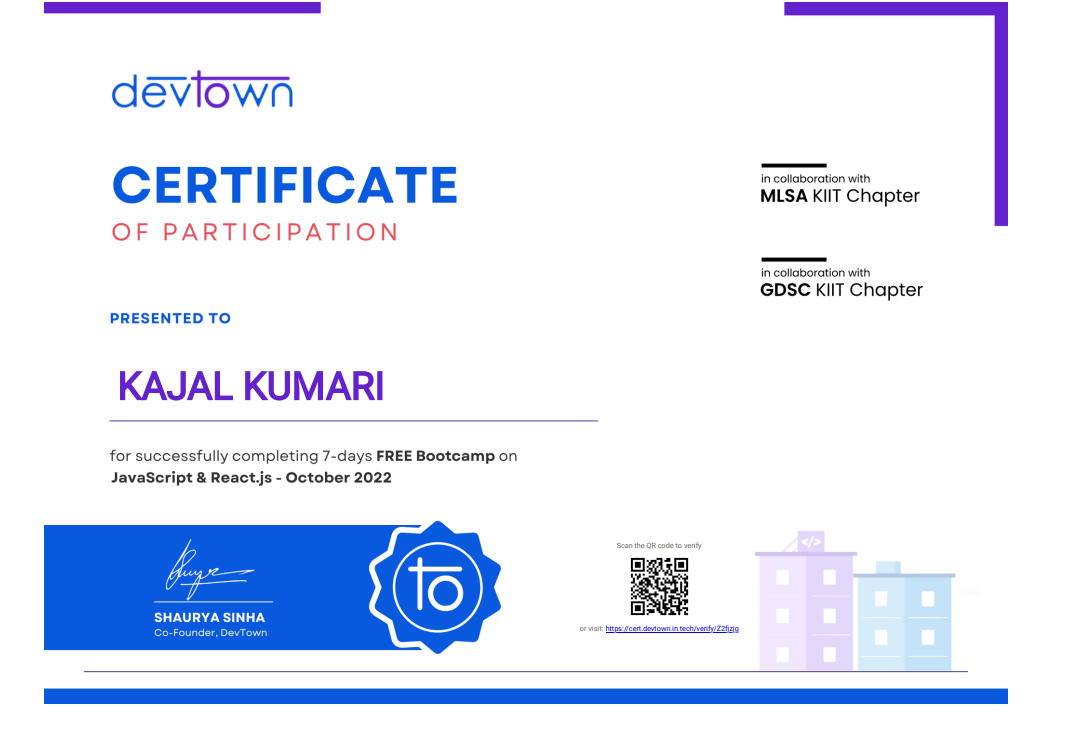 devtown
CERTIFICATE
OF PARTICIPATION
in collaboration with
MLSA KIIT Chapter
in collaboration with
GDSC KIIT Chapter
PRESENTED TO
KAJAL KUMARI
for successfully completing 7-days FREE Bootcamp on
JavaScript & React.js - October 2022
SHAURYA SINHA
Co-Founder, DevTown
to
Scan the QR code to verify
or visit: https://cert.devtown.in.tech/verify/Z2fjzjg
</>